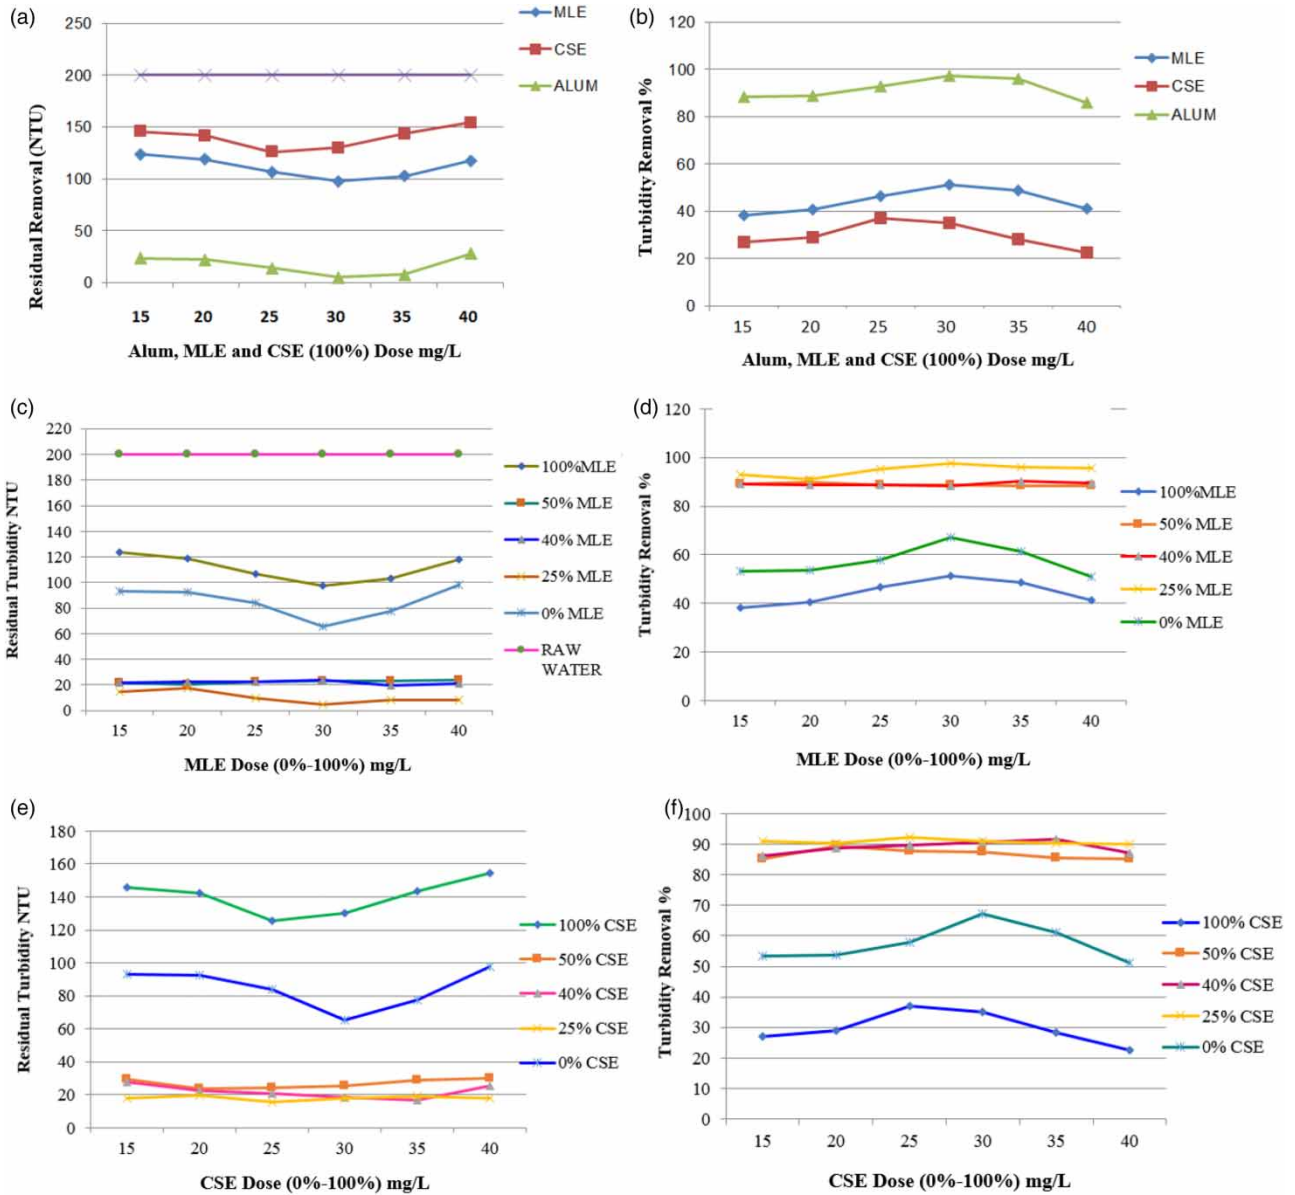 (a)
250
200
150
100
50
0
Residual Removal (NTU)
15 20 25 30 35 40
Alum, MLE and CSE (100%) Dose mg/L
MLE
CSE
ALUM
(b)
120
100
80
60
40
20
0
Turbidity Removal %
15 20 25 30 35 40
Alum, MLE and CSE (100%) Dose mg/L
MLE
CSE
ALUM
(c)
220
200
180
160
140
120
100
80
60
40
20
0
Residual Turbidity NTU
15 20 25 30 35 40
MLE Dose (0%-100%) mg/L
100%MLE
50% MLE
40% MLE
25% MLE
0% MLE
RAW
WATER
(d)
120
100
80
60
40
20
0
Turbidity Removal %
15 20 25 30 35 40
MLE Dose (0%-100%) mg/L
100%MLE
50% MLE
40% MLE
25% MLE
0% MLE
(e)
180
160
140
120
100
80
60
40
20
0
Residual Turbidity NTU
15 20 25 30 35 40
CSE Dose (0%-100%) mg/L
100% CSE
50% CSE
40% CSE
25% CSE
0% CSE
(f)
100
90
80
70
60
50
40
30
20
10
0
Turbidity Removal %
15 20 25 30 35 40
CSE Dose (0%-100%) mg/L
100% CSE
50% CSE
40% CSE
25% CSE
0% CSE